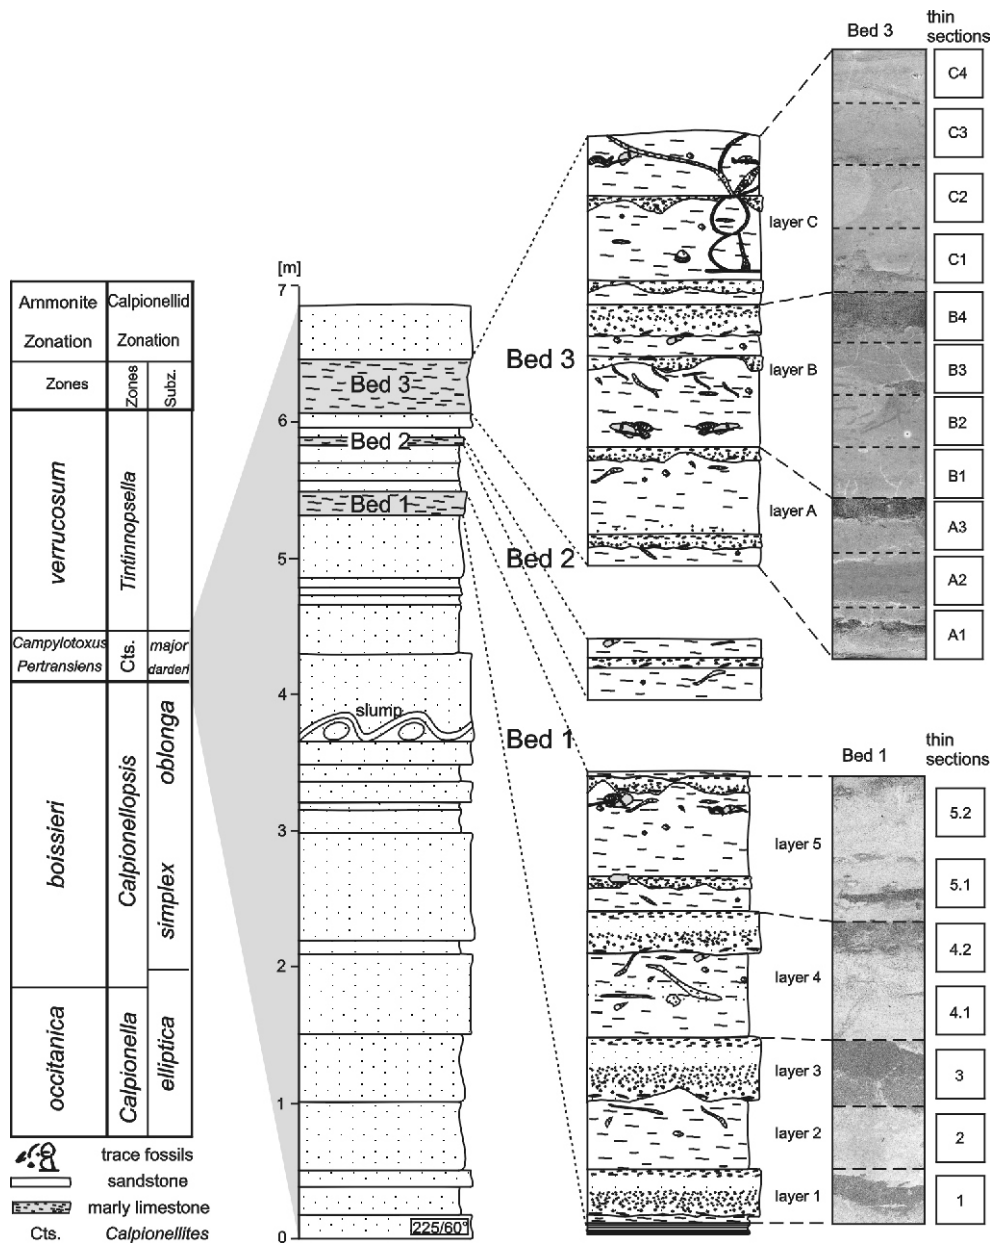 Ammonite
Zonation
Calpionellid
Zonation
Zones
Zones
Subz.
verrucosum
Tintinnopsella
Campylotoxus
Pertransiens
Cts.
major
darderi
boissieri
Calpionellopsis
oblonga
simplex
occitanica
Calpionella
elliptica
trace fossils
sandstone
marly limestone
Cts.
Calpionellites
[m]
7
6
5
4
3
2
1
0
Bed 3
Bed 2
Bed 1
slump
225/60°
Bed 3
Bed 2
Bed 1
layer C
layer B
layer A
layer 5
layer 4
layer 3
layer 2
layer 1
Bed 3
thin
sections
C4
C3
C2
C1
B4
B3
B2
B1
A3
A2
A1
Bed 1
thin
sections
5.2
5.1
4.2
4.1
3
2
1